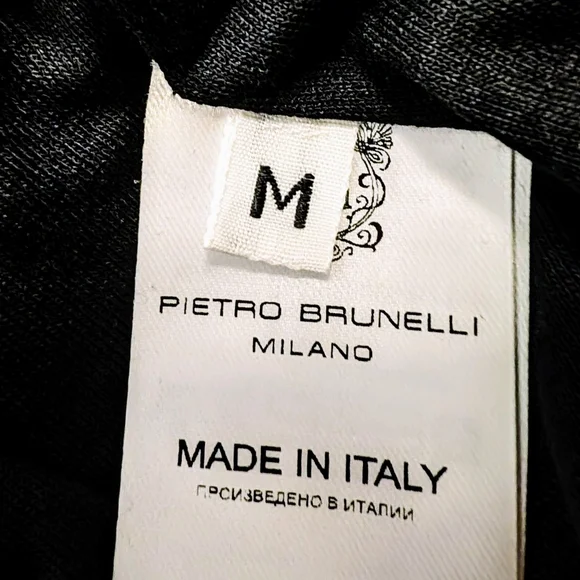 M
PIETRO BRUNELLI
MILANO
MADE IN ITALY
ПРОИЗВЕДЕНО В ИТАЛИИ